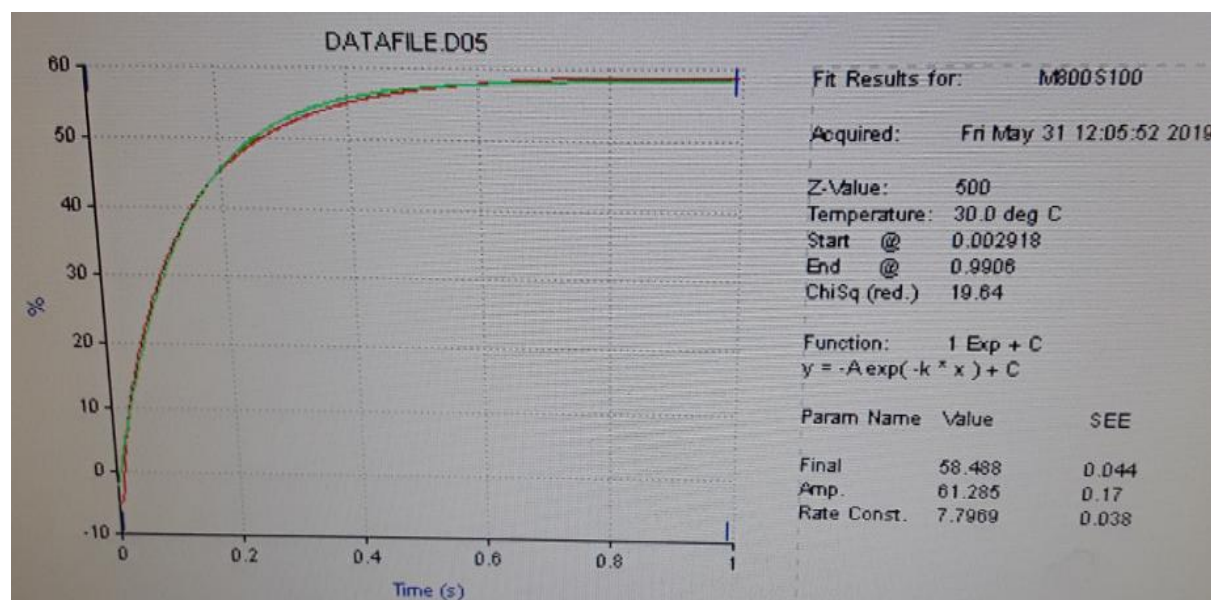 DATAFILE.D05
60
50
40
30
20
10
0
-10
%
0 0.2 0.4 0.6 0.8 1
Time (s)
Fit Results for: M800S100
Acquired: Fri May 31 12:05:52 2019
Z-Value: 500
Temperature: 30.0 deg C
Start @ 0.002918
End @ 0.9906
ChiSq (red.) 19.64
Function: 1 Exp + C
y = -A exp( -k * x ) + C
Param Name Value SEE
Final 58.488 0.044
Amp. 61.285 0.17
Rate Const. 7.7969 0.038